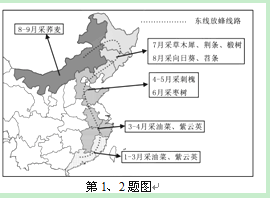 东线放蜂线路
8-9月采荞麦
7月采草木犀、荆条、椴树
8月采向日葵、苕条
4-5月采刺槐
6月采枣树
3-4月采油菜、紫云英
1-3月采油菜、紫云英
第1、2题图